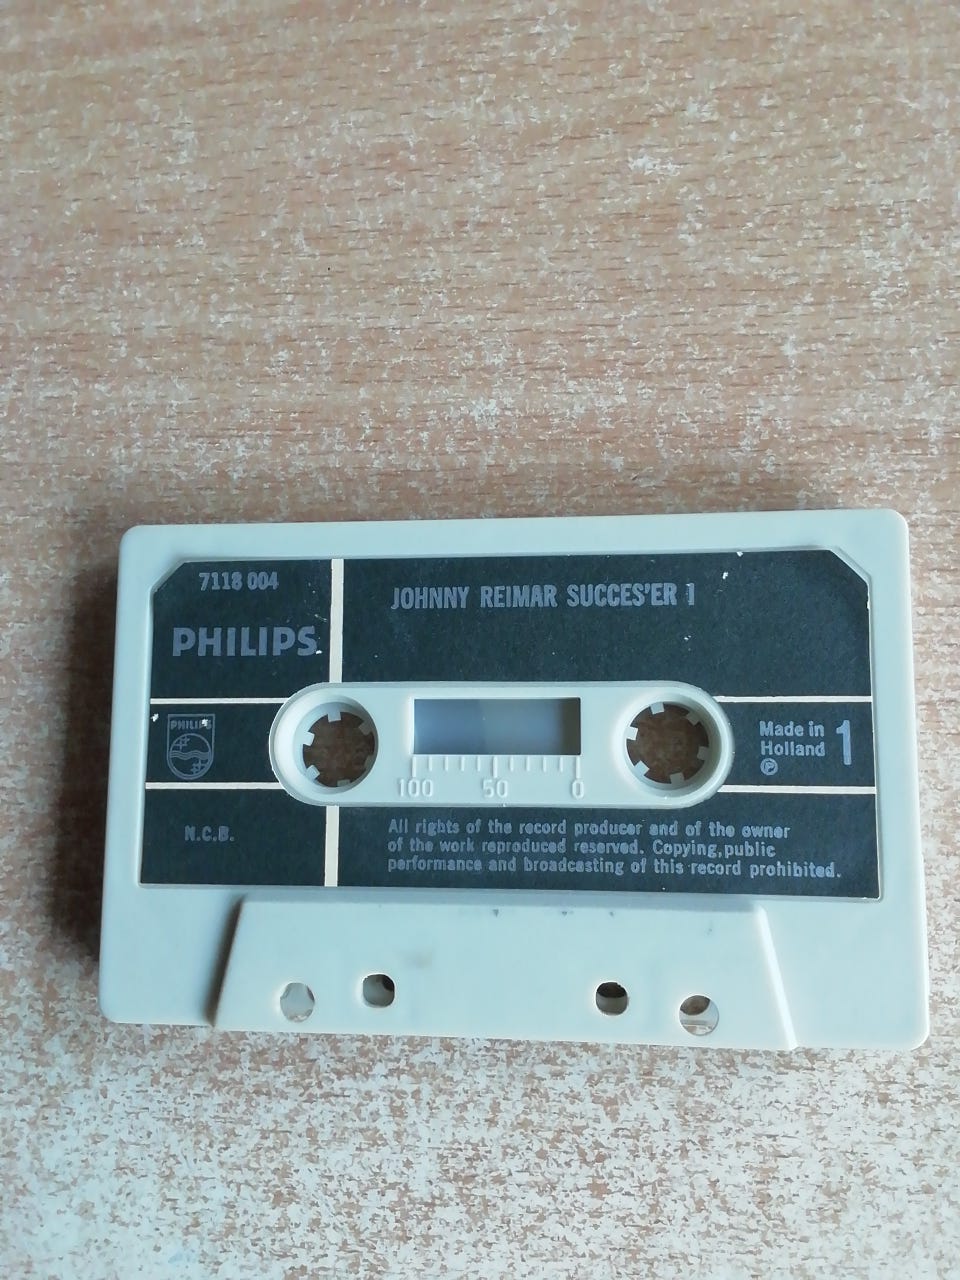 7118 004
JOHNNY REIMAR SUCCES'ER 1
PHILIPS
PHILIPS
Made in
Holland
℗
1
100 50 0
N.C.B.
All rights of the record producer and of the owner
of the work reproduced reserved. Copying, public
performance and broadcasting of this record prohibited.